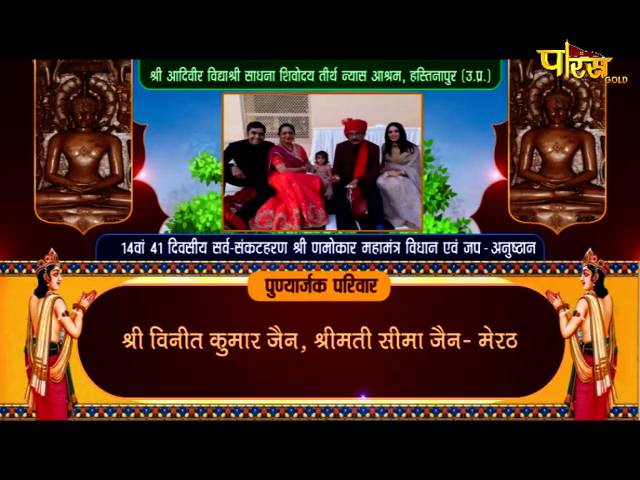 श्री आदिवीर विद्याश्री साधना शिवोदय तीर्थ न्यास आश्रम, हस्तिनापुर (उ.प्र.)
पारस
GOLD
14वां 41 दिवसीय सर्व-संकटहरण श्री णमोकार महामंत्र विधान एवं जप - अनुष्ठान
पुण्यार्जक परिवार
श्री विनीत कुमार जैन, श्रीमती सीमा जैन- मेरठ